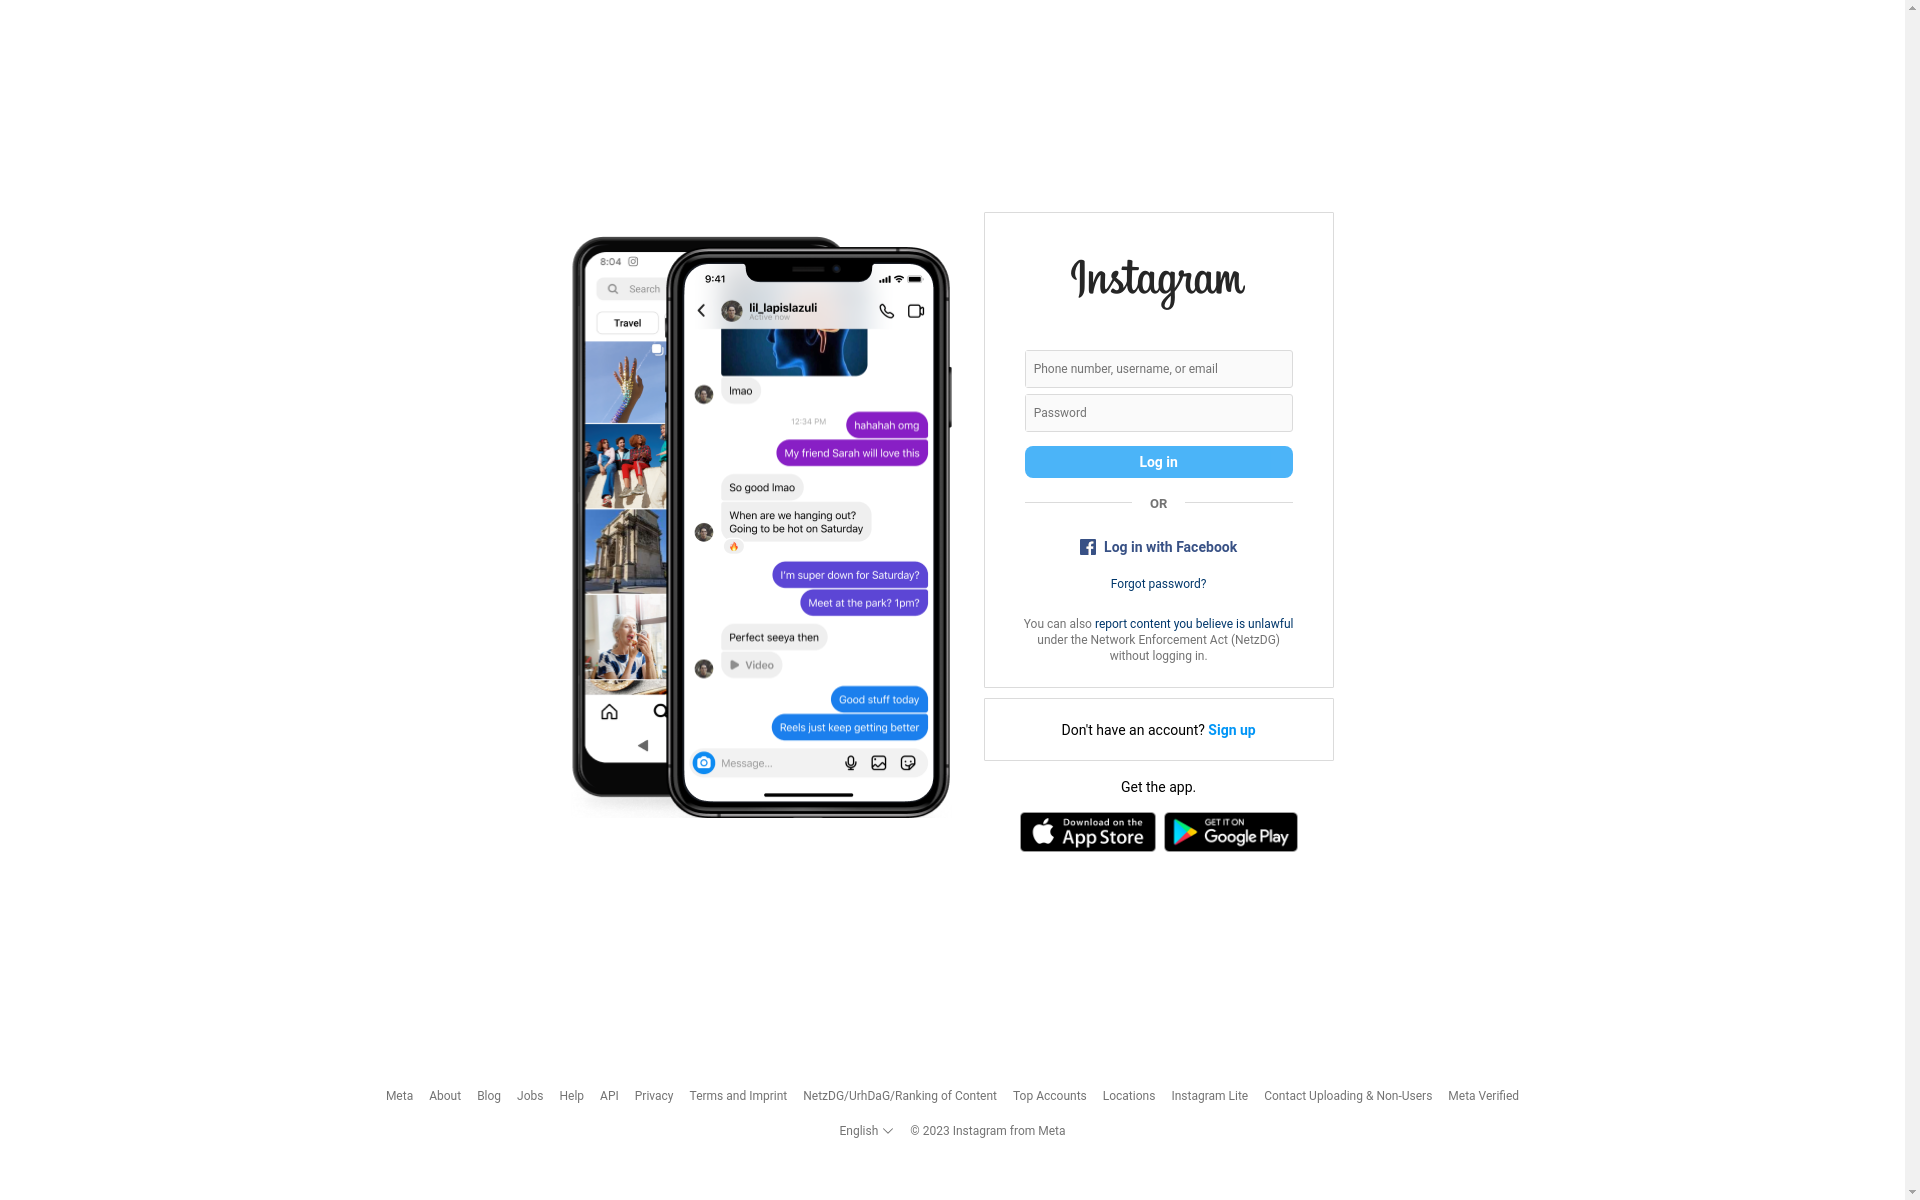 8:04
Search
Travel
9:41
lil_lapislazuli
Active now
lmao
12:34 PM
hahahah omg
My friend Sarah will love this
So good lmao
When are we hanging out?
Going to be hot on Saturday
I'm super down for Saturday?
Meet at the park? 1pm?
Perfect seeya then
Video
Good stuff today
Reels just keep getting better
Message...
Instagram
Phone number, username, or email
Password
Log in
OR
Log in with Facebook
Forgot password?
You can also report content you believe is unlawful
under the Network Enforcement Act (NetzDG)
without logging in.
Don't have an account? Sign up
Get the app.
Download on the
App Store
GET IT ON
Google Play
Meta About Blog Jobs Help API Privacy Terms and Imprint NetzDG/UrhDaG/Ranking of Content Top Accounts Locations Instagram Lite Contact Uploading & Non-Users Meta Verified
English © 2023 Instagram from Meta